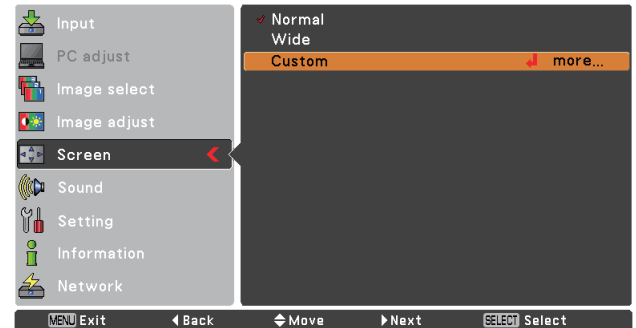 Input
PC adjust
Image select
Image adjust
Screen
Sound
Setting
Information
Network
Normal
Wide
Custom more...
MENU Exit Back Move Next SELECT Select